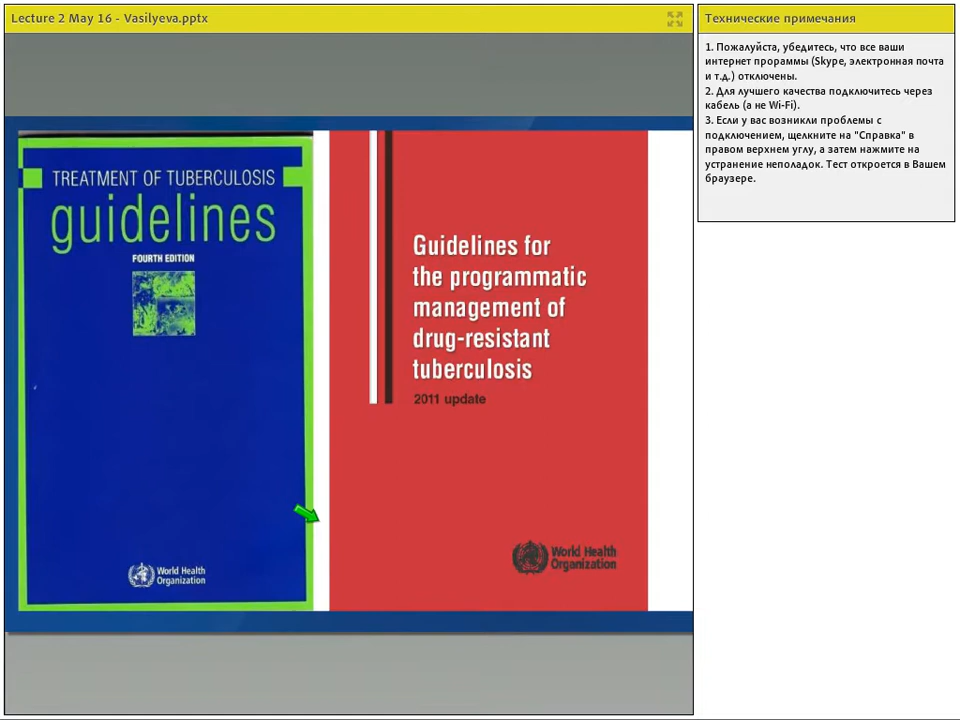 Lecture 2 May 16 - Vasilyeva.pptx
TREATMENT OF TUBERCULOSIS
guidelines
FOURTH EDITION
World Health
Organization
Guidelines for
the programmatic
management of
drug-resistant
tuberculosis
2011 update
World Health
Organization
Технические примечания
1. Пожалуйста, убедитесь, что все ваши
интернет прораммы (Skype, электронная почта
и т.д.) отключены.
2. Для лучшего качества подключитесь через
кабель (а не Wi-Fi).
3. Если у вас возникли проблемы с
подключением, щелкните на "Справка" в
правом верхнем углу, а затем нажмите на
устранение неполадок. Тест откроется в Вашем
браузере.